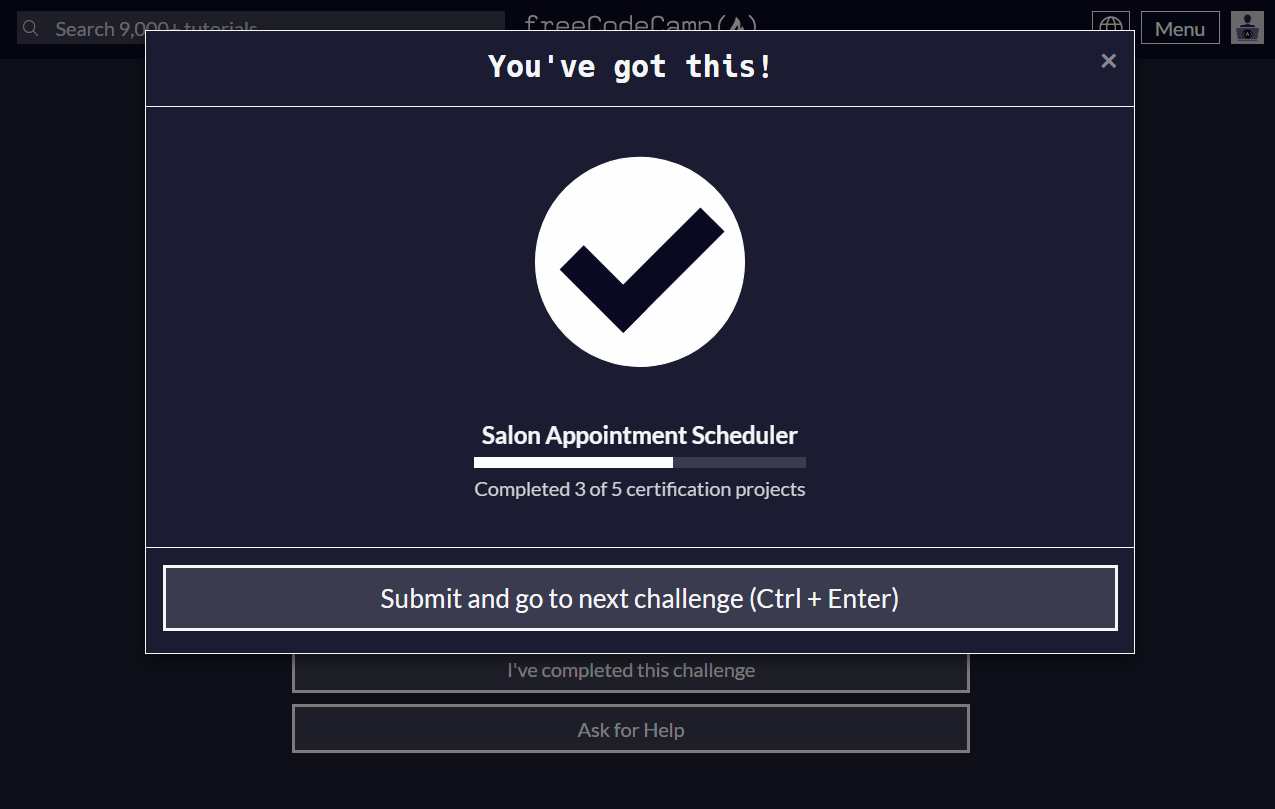 Search 9,000+ tutorials
freeCodeCamp
Menu
You've got this!
×
Salon Appointment Scheduler
Completed 3 of 5 certification projects
Submit and go to next challenge (Ctrl + Enter)
I've completed this challenge
Ask for Help